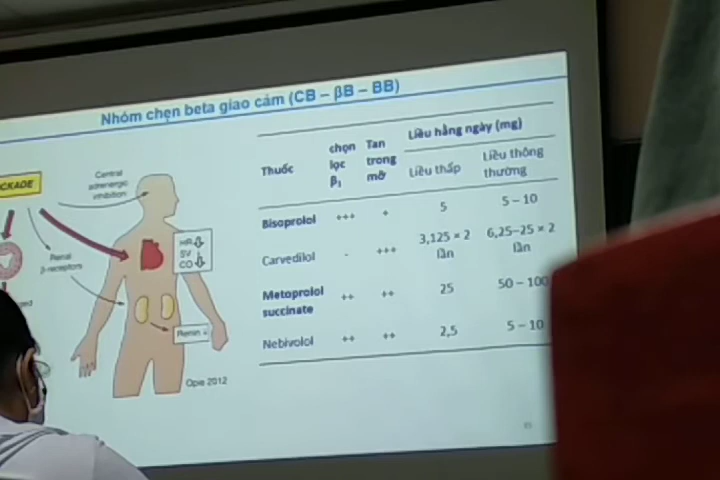 Nhóm chẹn beta giao cảm (CB – βB – BB)
CKADE
Central
adrenergic
inhibition
Renal
β-receptors
HR
SV
CO
Renin
Opie 2012
Thuốc
chọn
lọc
β₁
Tan
trong
mỡ
Liều hằng ngày (mg)
Liều thấp
Liều thông
thường
Bisoprolol +++ + 5 5 – 10
Carvedilol - +++ 3,125 × 2
lần
6,25–25 × 2
lần
Metoprolol
succinate
++ ++ 25 50 – 100
Nebivolol ++ ++ 2,5 5 – 10